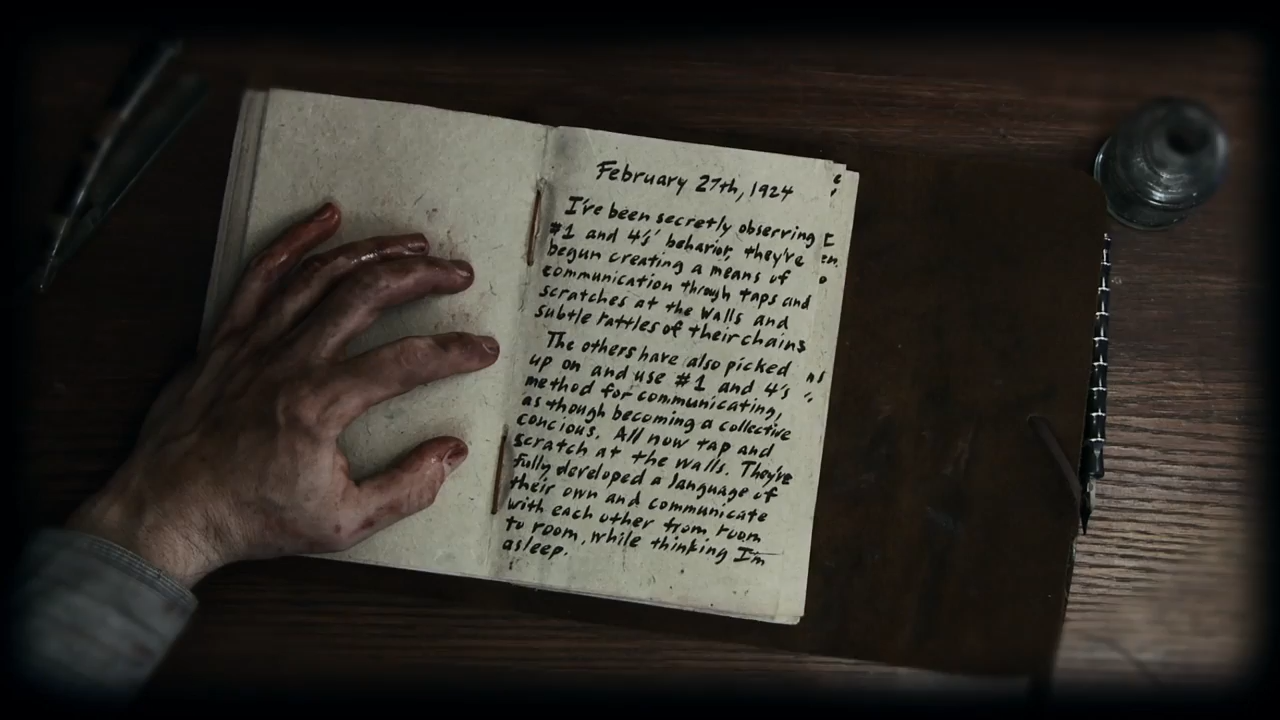 February 27th, 1924
I've been secretly observing
#1 and 4's' behavior, they've
begun creating a means of
communication through taps and
scratches at the walls and
subtle rattles of their chains
The others have also picked
up on and use #1 and 4's
method for communicating,
as though becoming a collective
concious. All now tap and
scratch at the walls. They've
fully developed a language of
their own and communicate
with each other from room
to room, while thinking I'm
asleep.